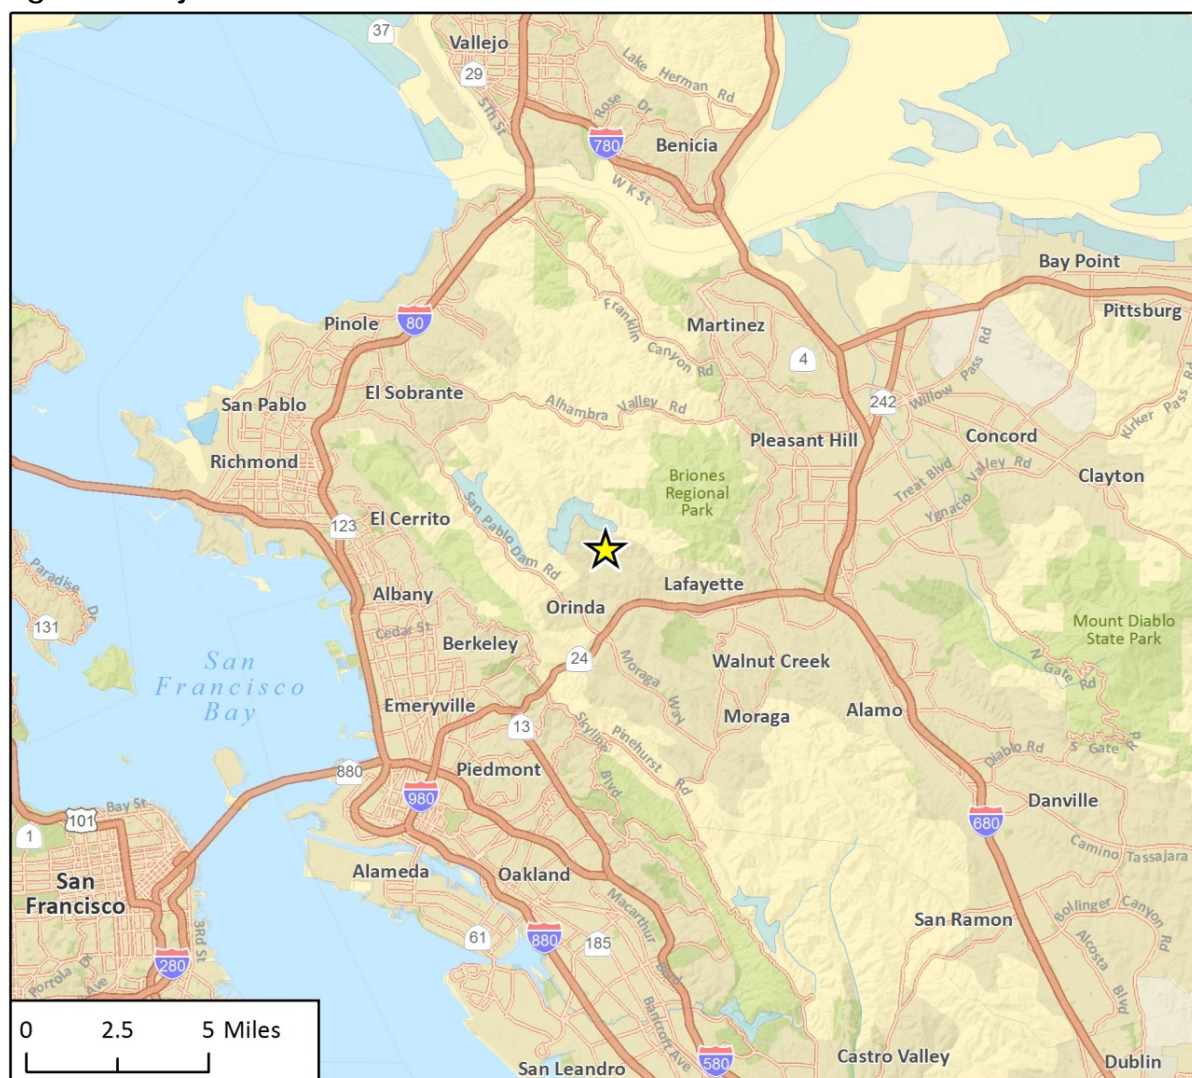 37
Vallejo
29
5Th St
Lake Herman Rd
Rose Dr
780
Benicia
W K St
Bay Point
Pittsburg
80
Pinole
Franklin Canyon Rd
Martinez
4
Willow Pass Rd
Kirker Pass Rd
242
El Sobrante
San Pablo
Alhambra Valley Rd
Pleasant Hill
Concord
Richmond
Treat Blvd
Ygnacio Valley Rd
Clayton
Briones
Regional
Park
San Pablo Dam Rd
El Cerrito
123
Paradise Dr
131
Albany
Cedar St
Orinda
Lafayette
Mount Diablo
State Park
Berkeley
24
San
Francisco
Bay
Moraga Way
Walnut Creek
N Gate Rd
Emeryville
13
Skyline Blvd
Pinehurst Rd
Moraga
Alamo
Diablo Rd
S Gate Rd
880
Piedmont
980
Danville
Bay St
101
1
680
Camino Tassajara
San
Francisco
Alameda
Oakland
Macarthur Blvd
San Ramon
Bollinger Canyon Rd
Alcosta Blvd
3Rd St
61
880
185
280
Portola Dr
Ave
Bancroft Ave
0 2.5 5 Miles
San Leandro
580
Castro Valley
Dublin